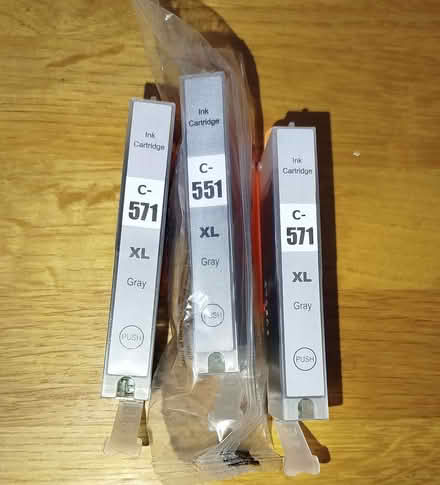 Ink
Cartridge
C-
571
XL
Gray
PUSH
Ink
Cartridge
C-
551
XL
Gray
PUSH
Ink
Cartridge
C-
571
XL
Gray
PUSH